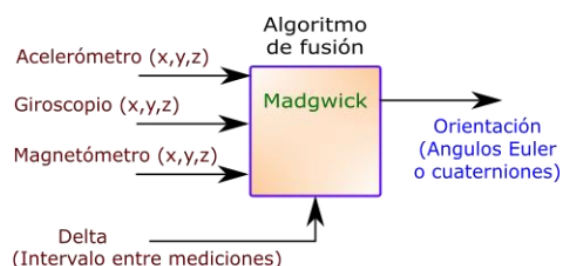 Algoritmo
de fusión
Acelerómetro (x,y,z)
Giroscopio (x,y,z)
Magnetómetro (x,y,z)
Madgwick
Orientación
(Angulos Euler
o cuaterniones)
Delta
(Intervalo entre mediciones)